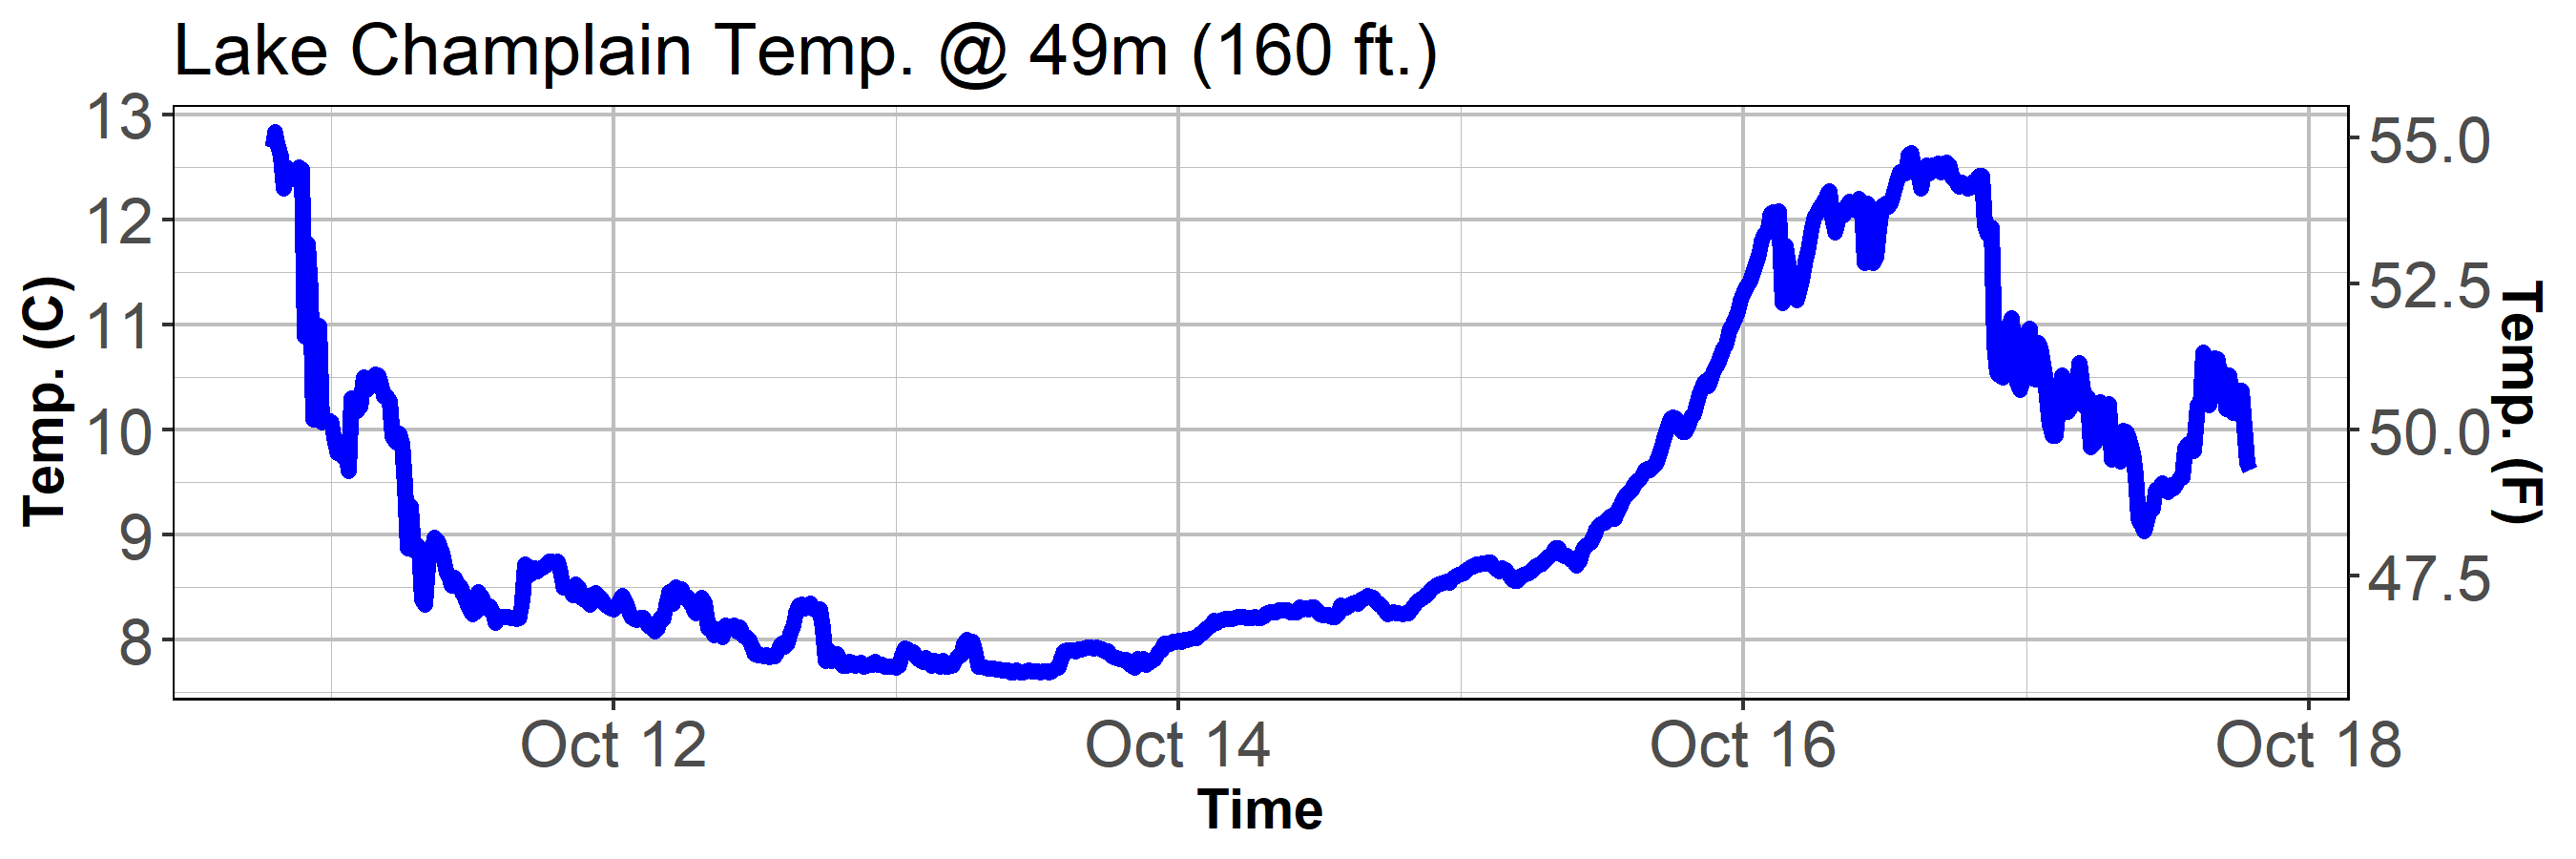 Lake Champlain Temp. @ 49m (160 ft.)
13
12
11
10
9
8
Temp. (C)
55.0
52.5
50.0
47.5
Temp. (F)
Oct 12
Oct 14
Oct 16
Oct 18
Time